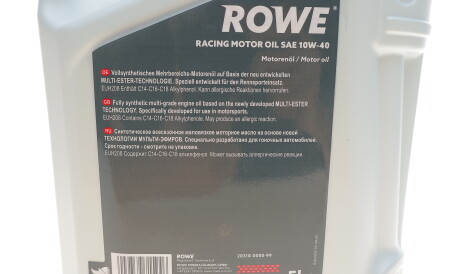 ROWE
RACING MOTOR OIL SAE 10W-40
Motorenöl / Motor oil
DE Vollsynthetisches Mehrbereichs-Motorenöl auf Basis der neu entwickelten
MULTI-ESTER-TECHNOLOGIE. Speziell entwickelt für den Rennsporteinsatz.
EUH208 Enthält C14-C16-C18 Alkylphenol. Kann allergische Reaktionen hervorrufen.
GB Fully synthetic multi-grade engine oil based on the newly developed MULTI-ESTER
TECHNOLOGY. Specifically developed for use in motorsports.
EUH208 Contains C14-C16-C18 Alkylphenole. May produce an allergic reaction.
RU Синтетическое всесезонное маловязкое моторное масло на основе новой
ТЕХНОЛОГИИ МУЛЬТИ-ЭФИРОВ. Специально разработано для гоночных автомобилей.
Срок годности - смотрите на упаковке.
EUH208 Содержит C14-C16-C18 алкилфенол. Может вызывать аллергические реакции.
ROWE
20310-0050-99
5L